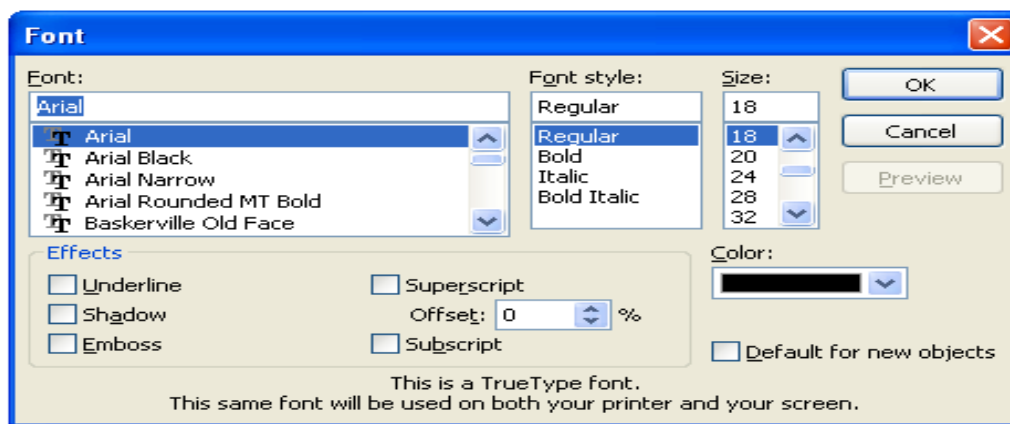 Font
Font: Font style: Size:
Arial Regular 18 OK
Arial Regular 18 Cancel
Arial Black Bold 20
Arial Narrow Italic 24 Preview
Arial Rounded MT Bold Bold Italic 28
Baskerville Old Face 32
Effects Color:
Underline Superscript
Shadow Offset: 0 %
Emboss Subscript Default for new objects
This is a TrueType font.
This same font will be used on both your printer and your screen.